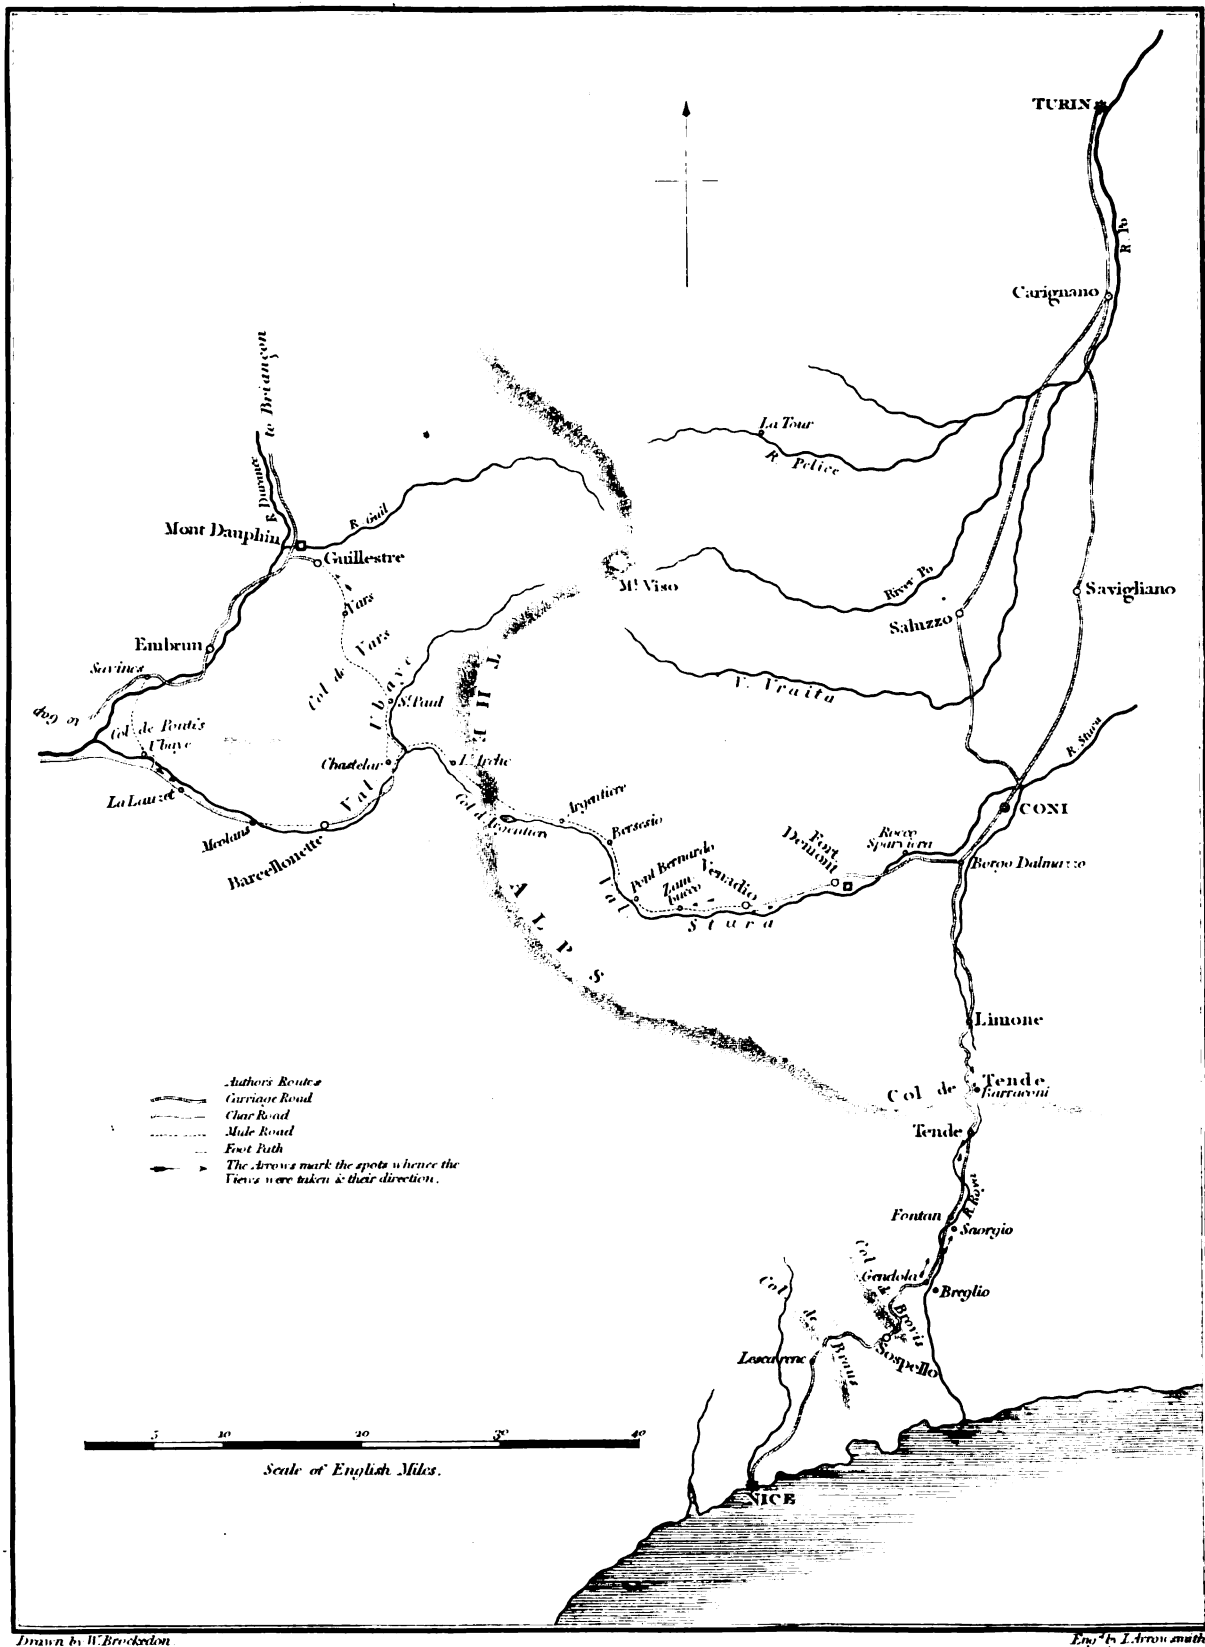 TURIN
R. Po
Carignano
to Briançon
R. Durance
La Tour
R. Pelice
Mont Dauphin
R. Guil
Guillestre
Mt. Viso
River Po
Savigliano
Vars
Saluzzo
Embrun
Savines
Col de Vars
THE
V. Vraita
to Gap
Ubaye
St. Paul
Col de Pontis
Ubaye
R. Stura
Chastelar
L'Arche
Val
La Lauzet
Col d'Argentiere
Argentiere
CONI
Meolans
Barcellonette
Bersesio
Rocco
Sparviera
Fort
Demont
Borgo Dalmazzo
Pont Bernardo
Zam
bucco
Venadio
Val
Stura
ALPS
Limone
Col de Tende
Barraconi
Tende
Authors Routes
Carriage Road
Char Road
Mule Road
Foot Path
The Arrows mark the spots whence the
Views were taken & their direction.
R. Roia
Fontan
Saorgio
Col de Brovis
Gendola
Breglio
Col de Braus
Lescarene
Sospello
5 10 20 30 40
Scale of English Miles.
NICE
Drawn by W. Brockedon
Engd. by I. Arrowsmith